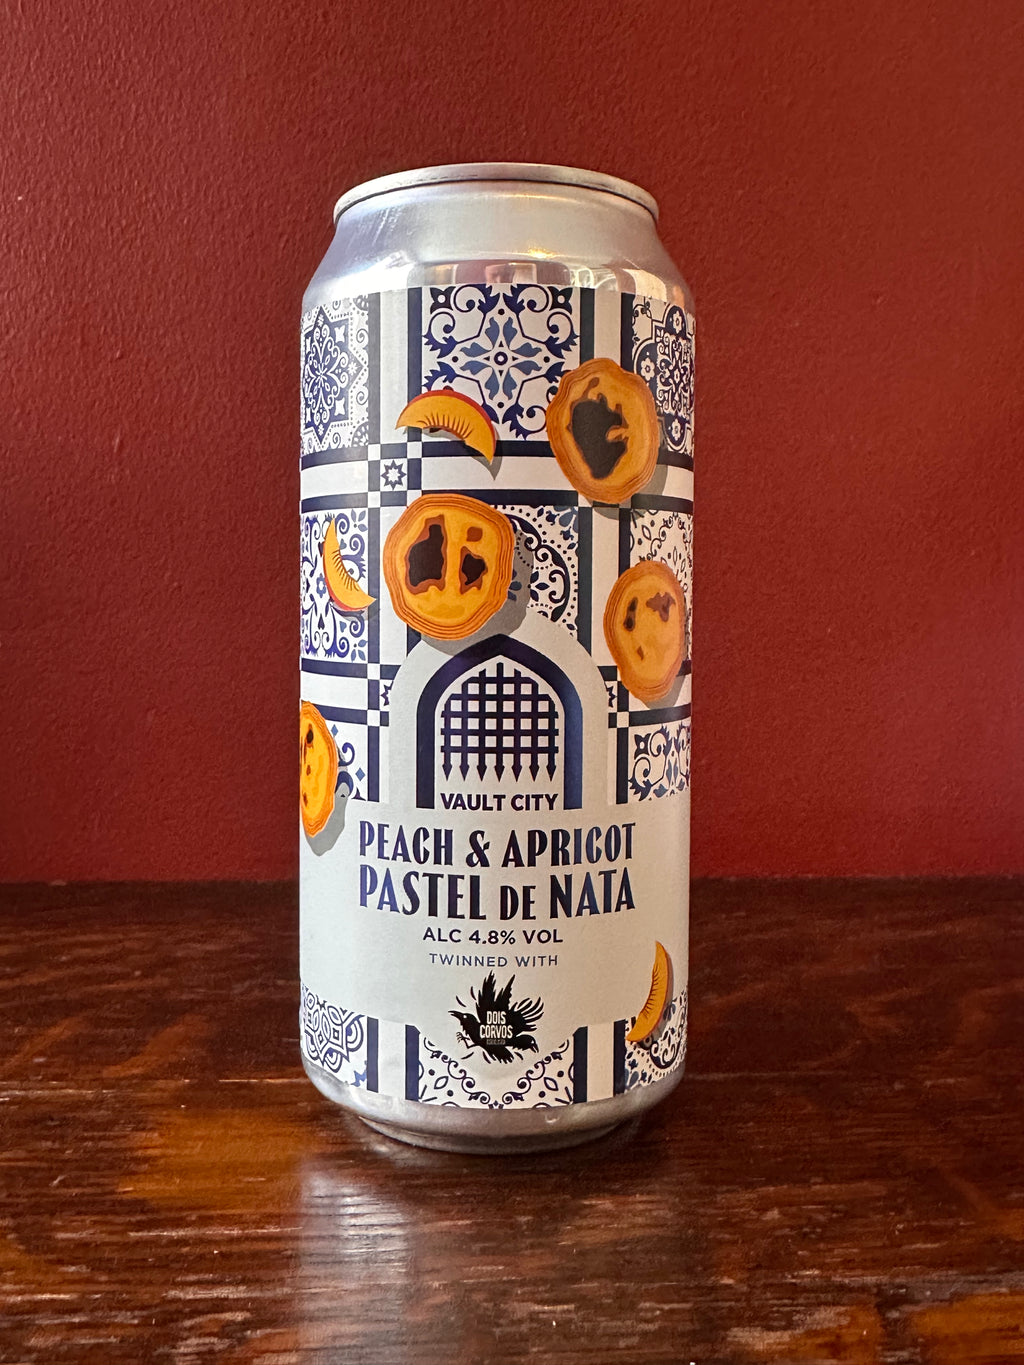 VAULT CITY
PEACH & APRICOT
PASTEL DE NATA
ALC 4.8% VOL
TWINNED WITH
DOIS
CORVOS